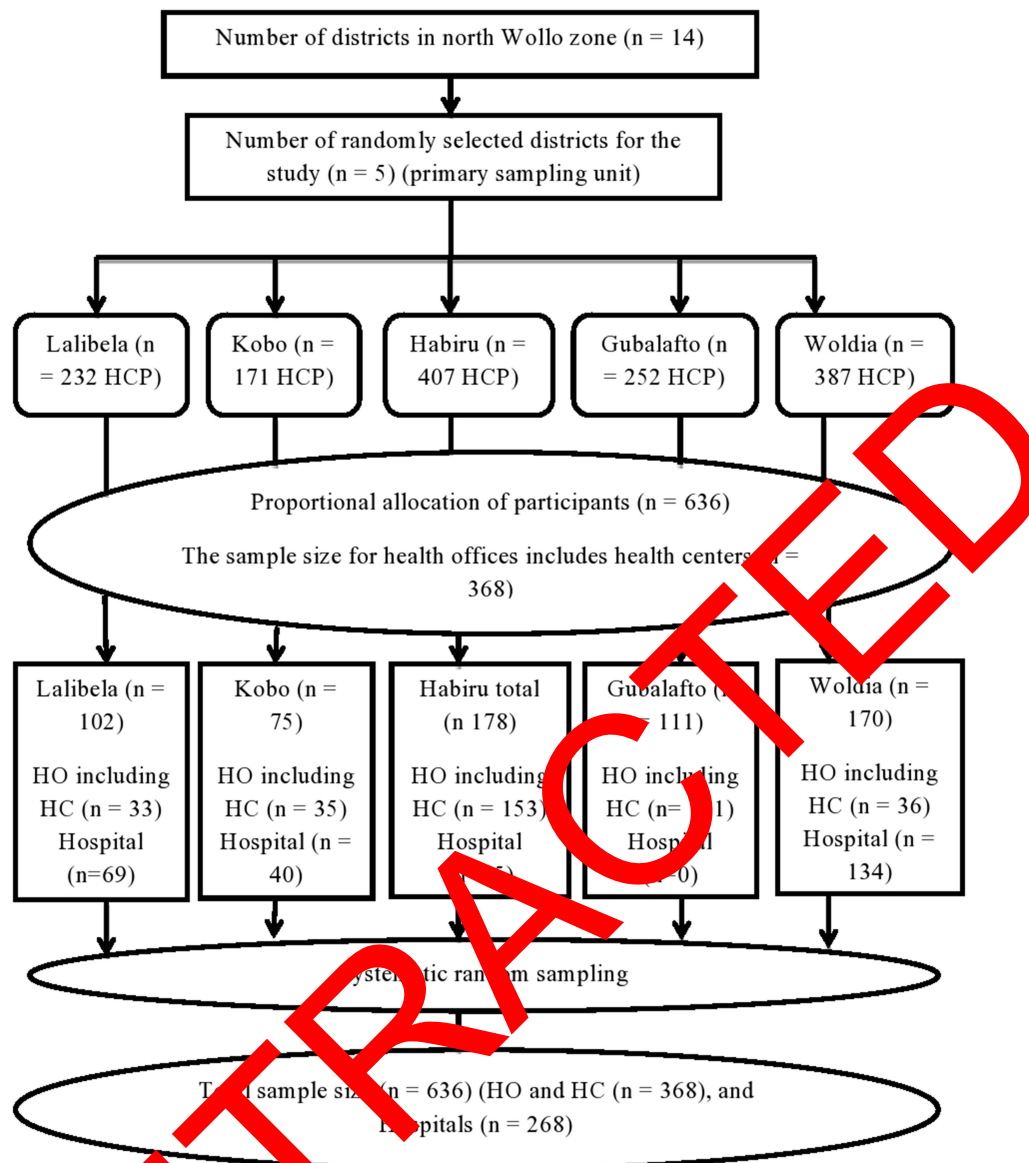 Number of districts in north Wollo zone (n = 14)
Number of randomly selected districts for the
study (n = 5) (primary sampling unit)
Lalibela (n
= 232 HCP)
Kobo (n =
171 HCP)
Habiru (n =
407 HCP)
Gubalafto (n
= 252 HCP)
Woldia (n =
387 HCP)
Proportional allocation of participants (n = 636)
The sample size for health offices includes health centers =
368)
Lalibela (n =
102)
HO including
HC (n = 33)
Hospital
(n=69)
Kobo (n =
75)
HO including
HC (n = 35)
Hospital (n =
40)
Habiru total
(n 178)
HO including
HC (n = 153)
Hospital
Gubalafto
= 111)
HO including
HC (n=
Hospital
Woldia (n =
170)
HO including
HC (n = 36)
Hospital (n =
134)
random sampling
sample size (n = 636) (HO and HC (n = 368), and
(n = 268)
TRACTED